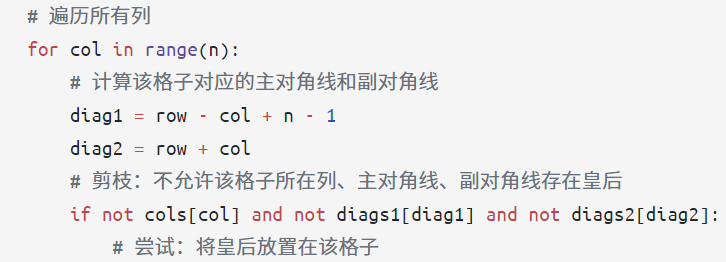 # 遍历所有列
for col in range(n):
# 计算该格子对应的主对角线和副对角线
diag1 = row - col + n - 1
diag2 = row + col
# 剪枝：不允许该格子所在列、主对角线、副对角线存在皇后
if not cols[col] and not diags1[diag1] and not diags2[diag2]:
# 尝试：将皇后放置在该格子